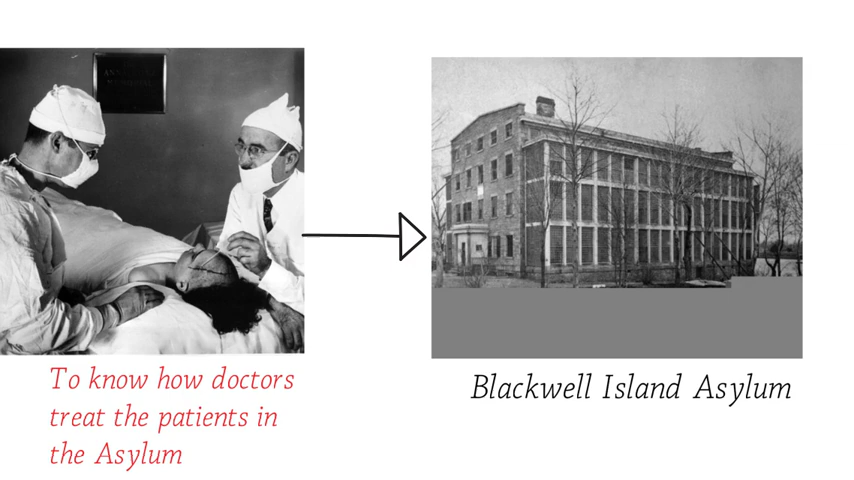 To know how doctors
treat the patients in
the Asylum
Blackwell Island Asylum